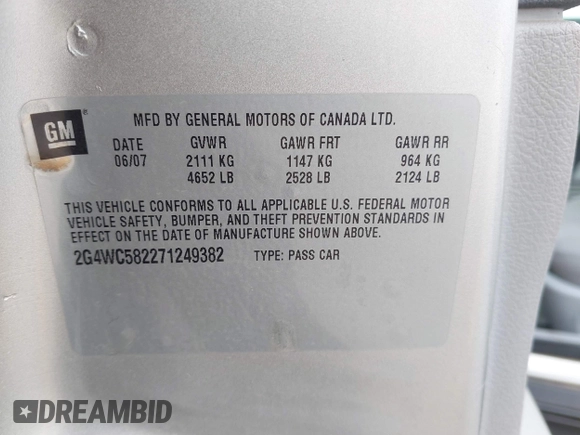 GM
MFD BY GENERAL MOTORS OF CANADA LTD.
DATE GVWR GAWR FRT GAWR RR
06/07 2111 KG 1147 KG 964 KG
4652 LB 2528 LB 2124 LB
THIS VEHICLE CONFORMS TO ALL APPLICABLE U.S. FEDERAL MOTOR
VEHICLE SAFETY, BUMPER, AND THEFT PREVENTION STANDARDS IN
EFFECT ON THE DATE OF MANUFACTURE SHOWN ABOVE.
2G4WC582271249382 TYPE: PASS CAR
DREAMBID